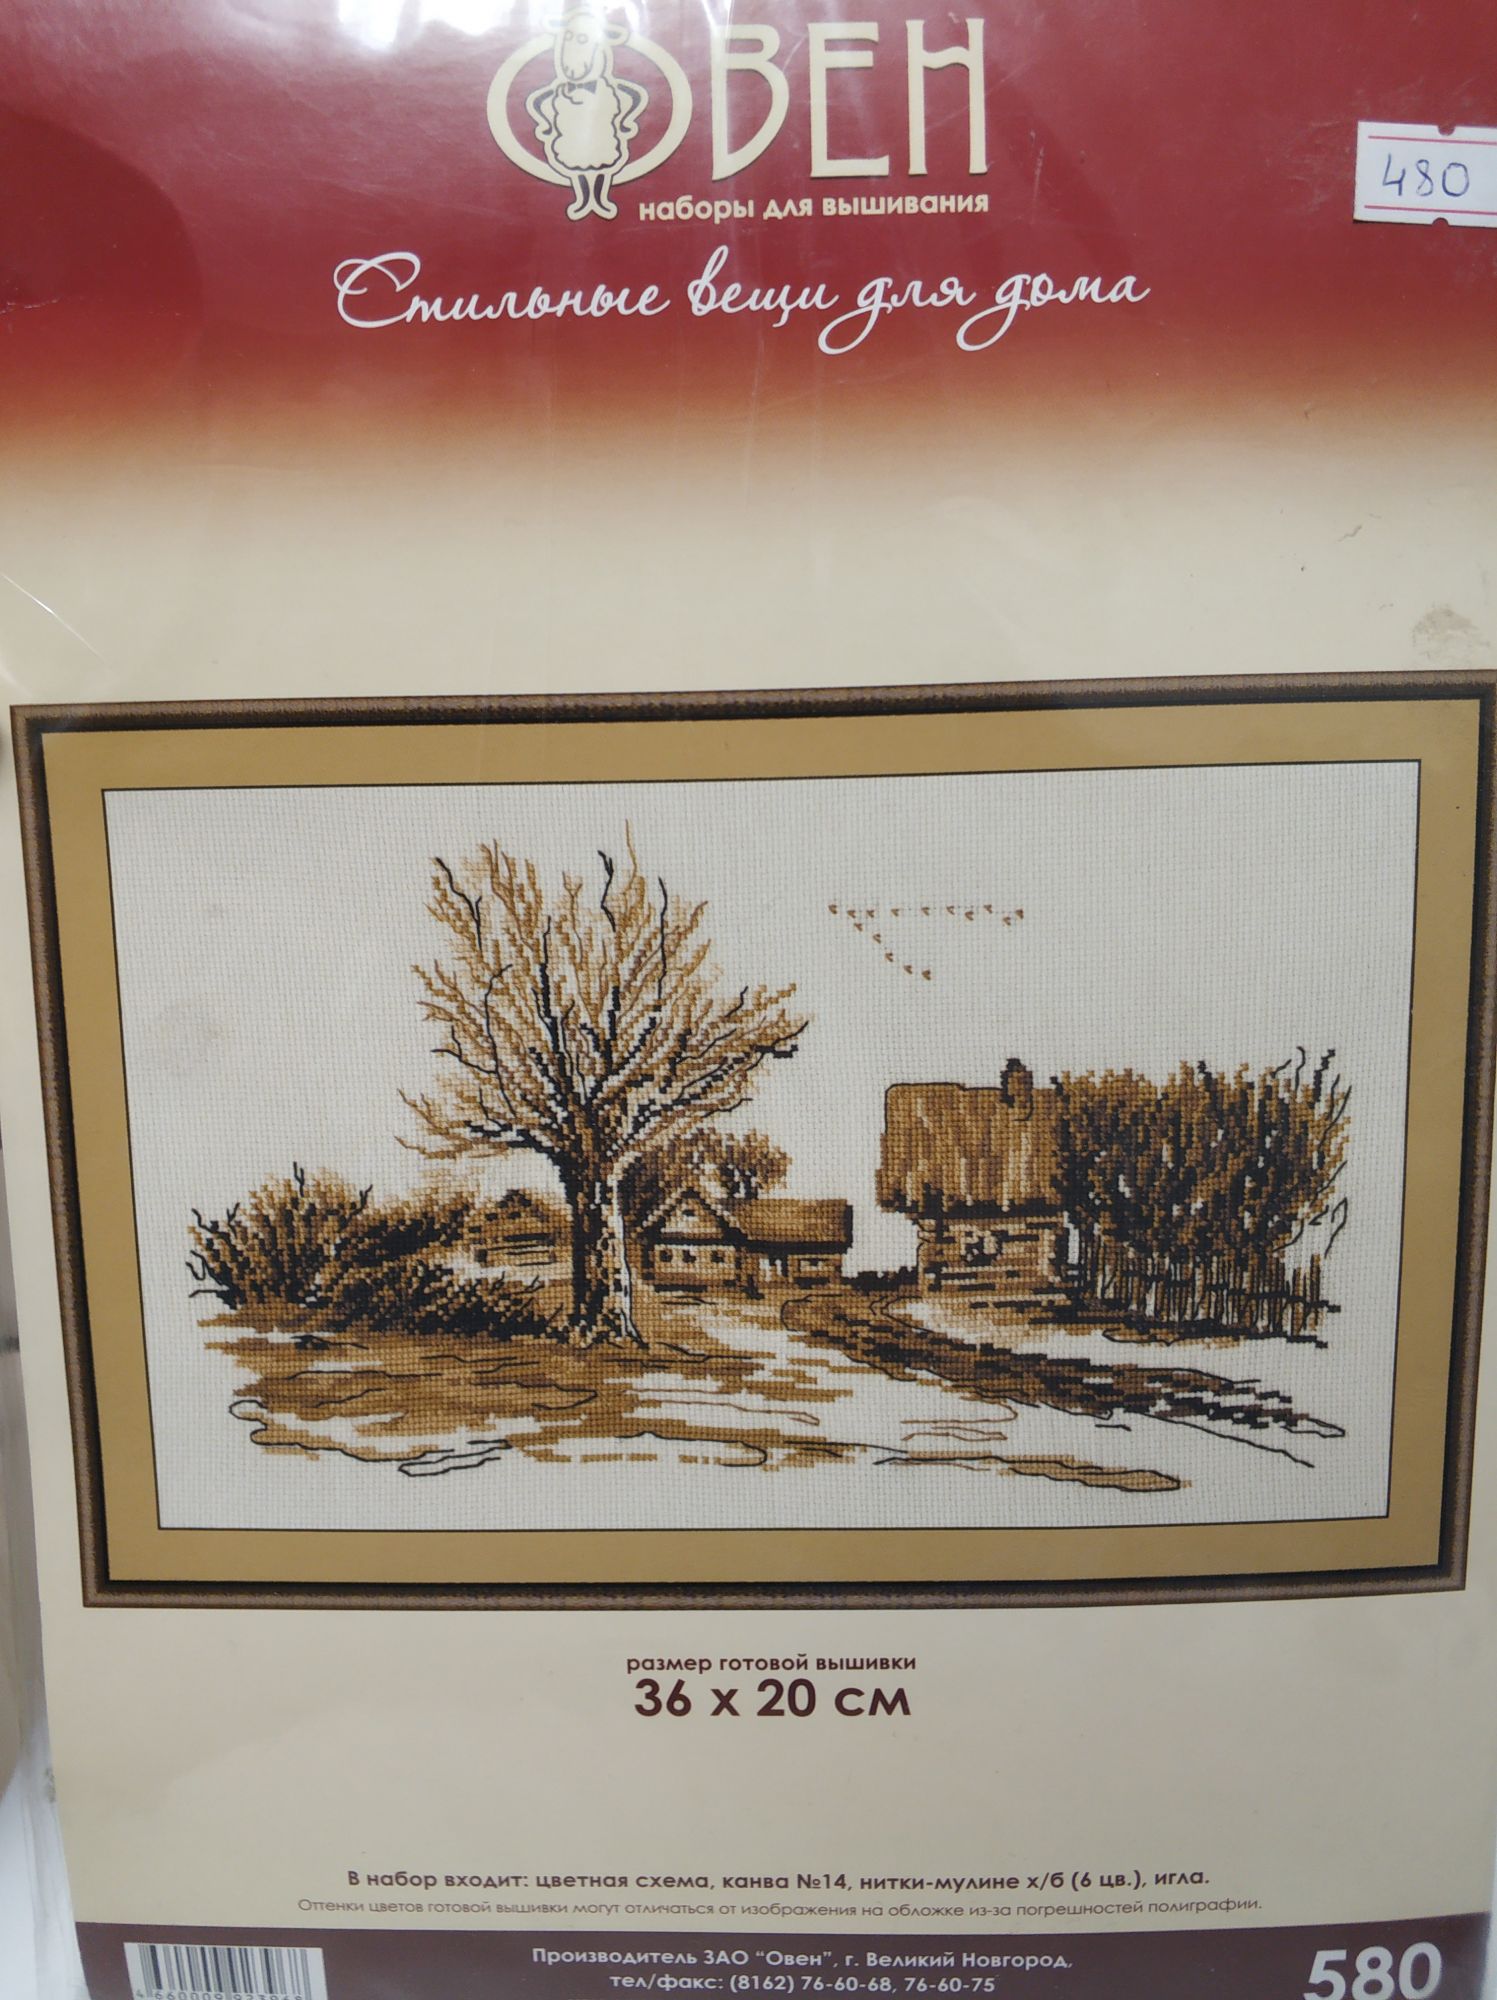 ОВЕН
480
наборы для вышивания
Стильные вещи для дома
размер готовой вышивки
36 х 20 см
В набор входит: цветная схема, канва №14, нитки-мулине х/б (6 цв.), игла.
Оттенки цветов готовой вышивки могут отличаться от изображения на обложке из-за погрешностей полиграфии.
Производитель ЗАО "Овен", г. Великий Новгород,
тел/факс: (8162) 76-60-68, 76-60-75
580